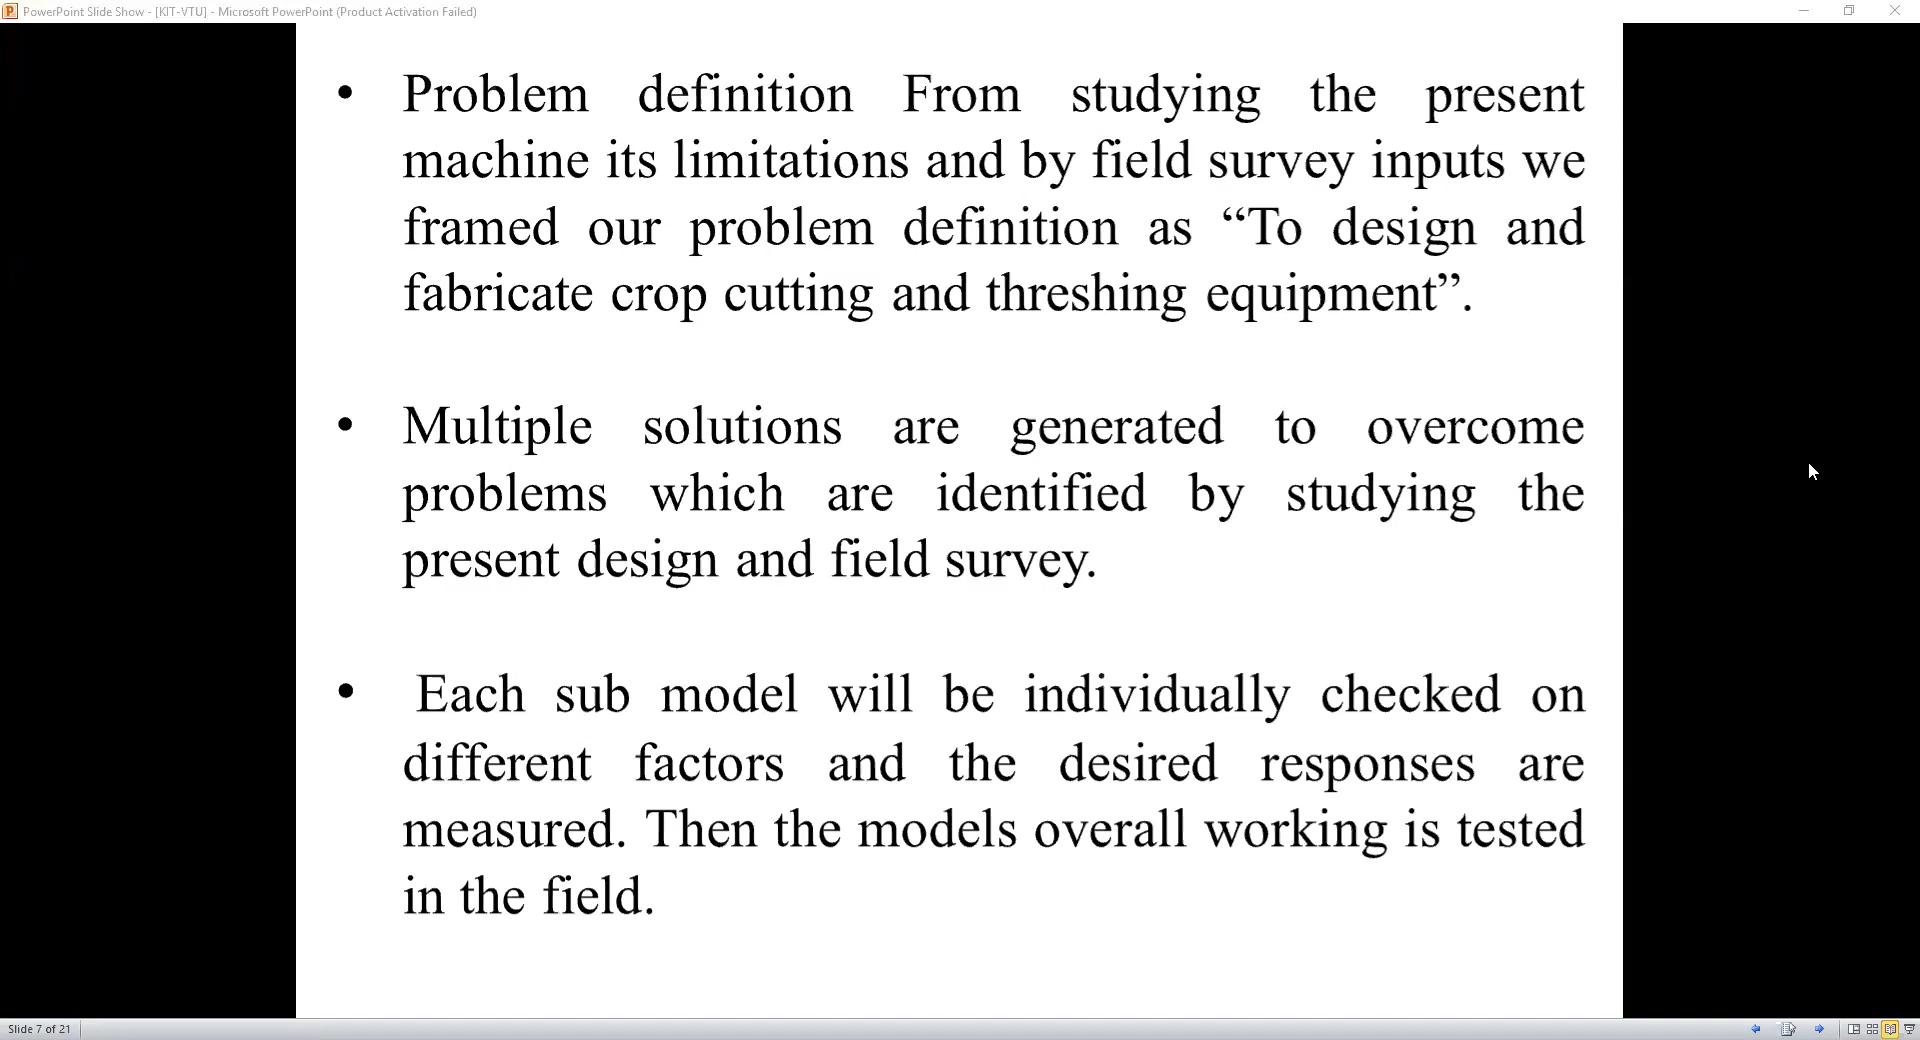 PowerPoint Slide Show - [KIT-VTU] - Microsoft PowerPoint (Product Activation Failed)
• Problem definition From studying the present
machine its limitations and by field survey inputs we
framed our problem definition as “To design and
fabricate crop cutting and threshing equipment”.
• Multiple solutions are generated to overcome
problems which are identified by studying the
present design and field survey.
• Each sub model will be individually checked on
different factors and the desired responses are
measured. Then the models overall working is tested
in the field.
Slide 7 of 21